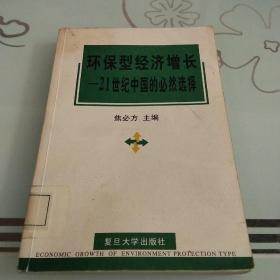 环保型经济增长
—21世纪中国的必然选择
焦必方 主编
复旦大学出版社
ECONOMIC GROWTH OF ENVIRONMENT PROTECTION TYPE